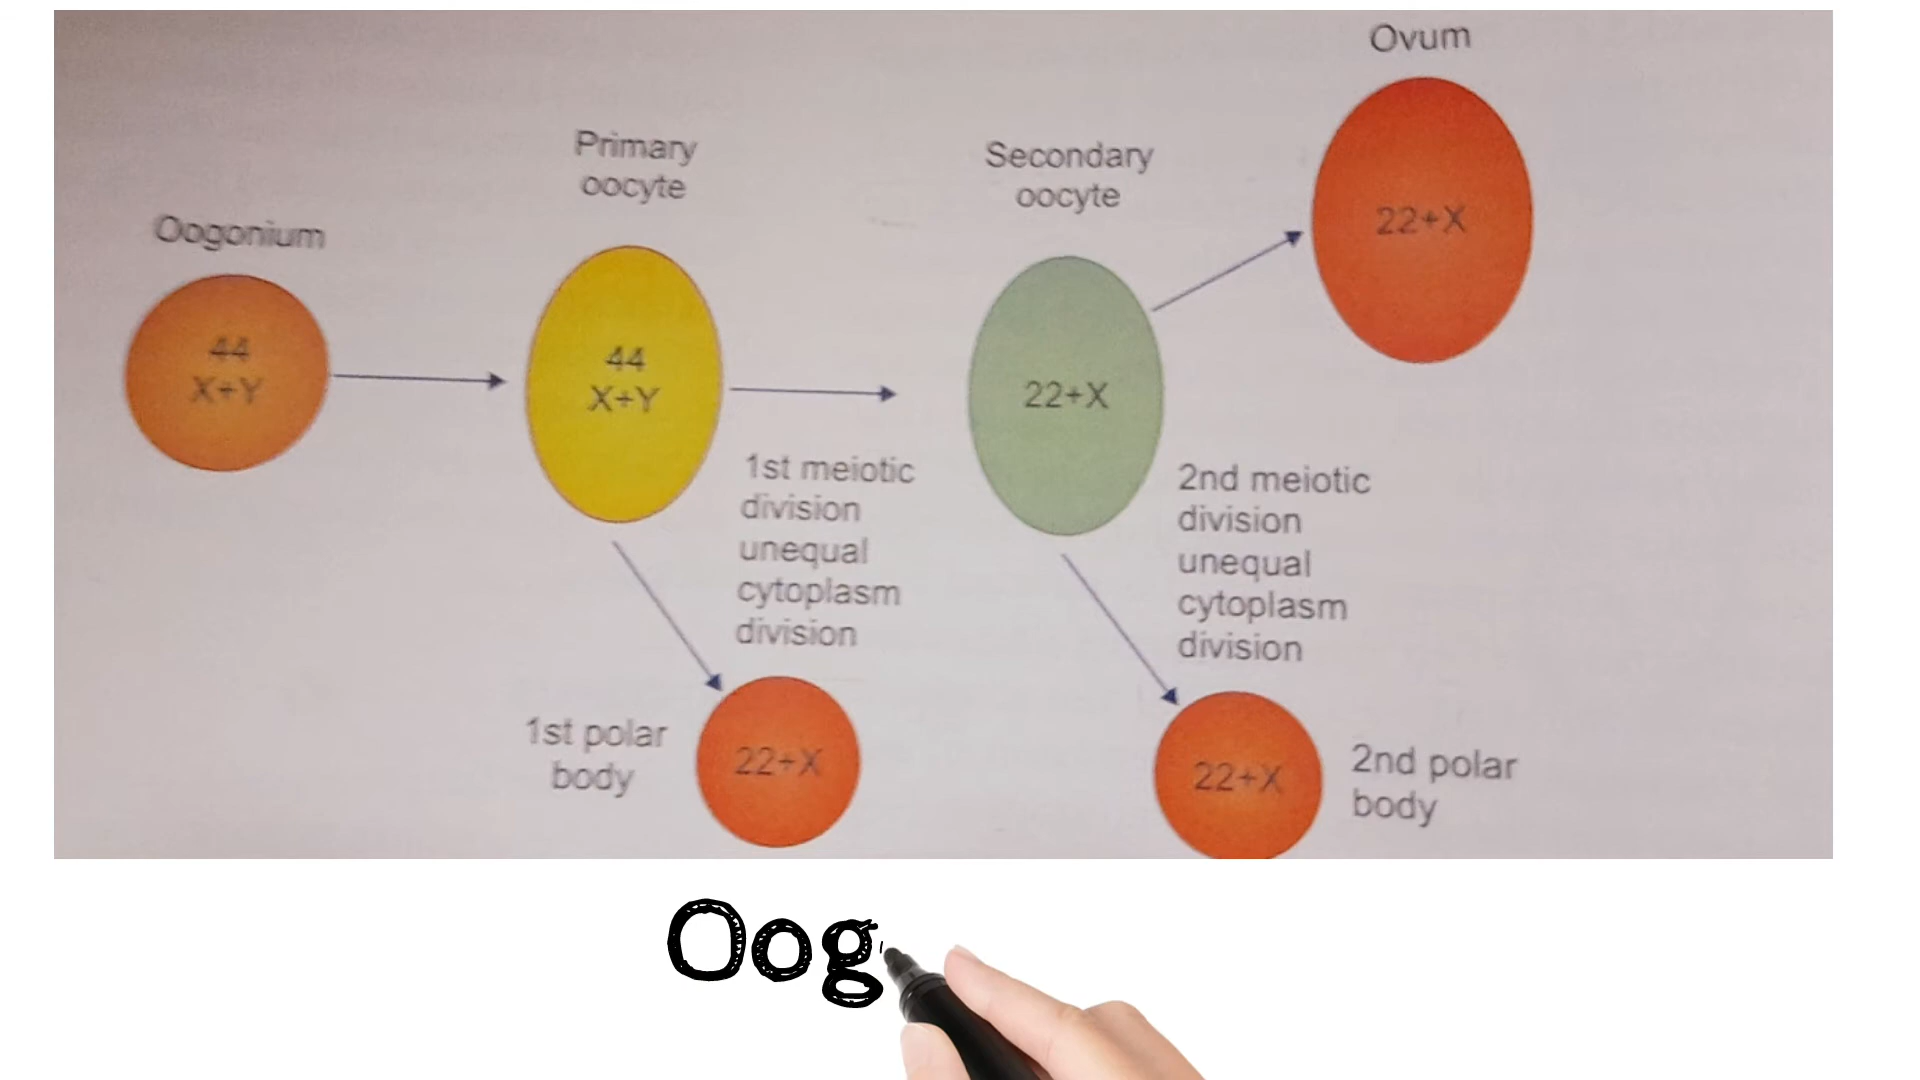 Ovum
22+X
Primary
oocyte
Secondary
oocyte
Oogonium
44
X+Y
44
X+Y
22+X
1st meiotic
division
unequal
cytoplasm
division
2nd meiotic
division
unequal
cytoplasm
division
1st polar
body
22+X
22+X
2nd polar
body
Oog